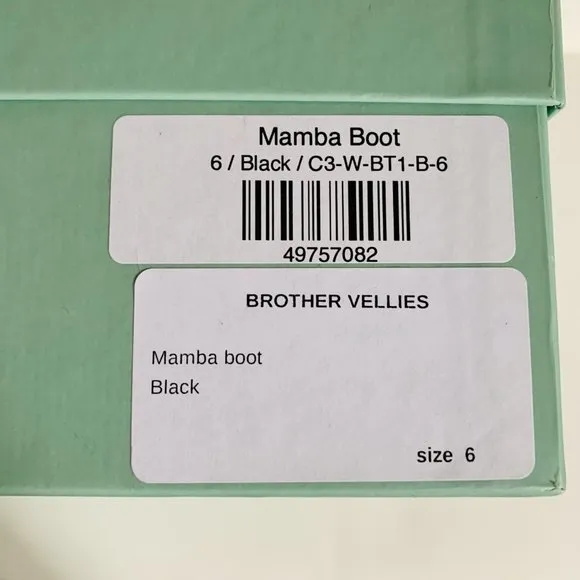 Mamba Boot
6 / Black / C3-W-BT1-B-6
49757082
BROTHER VELLIES
Mamba boot
Black
size 6